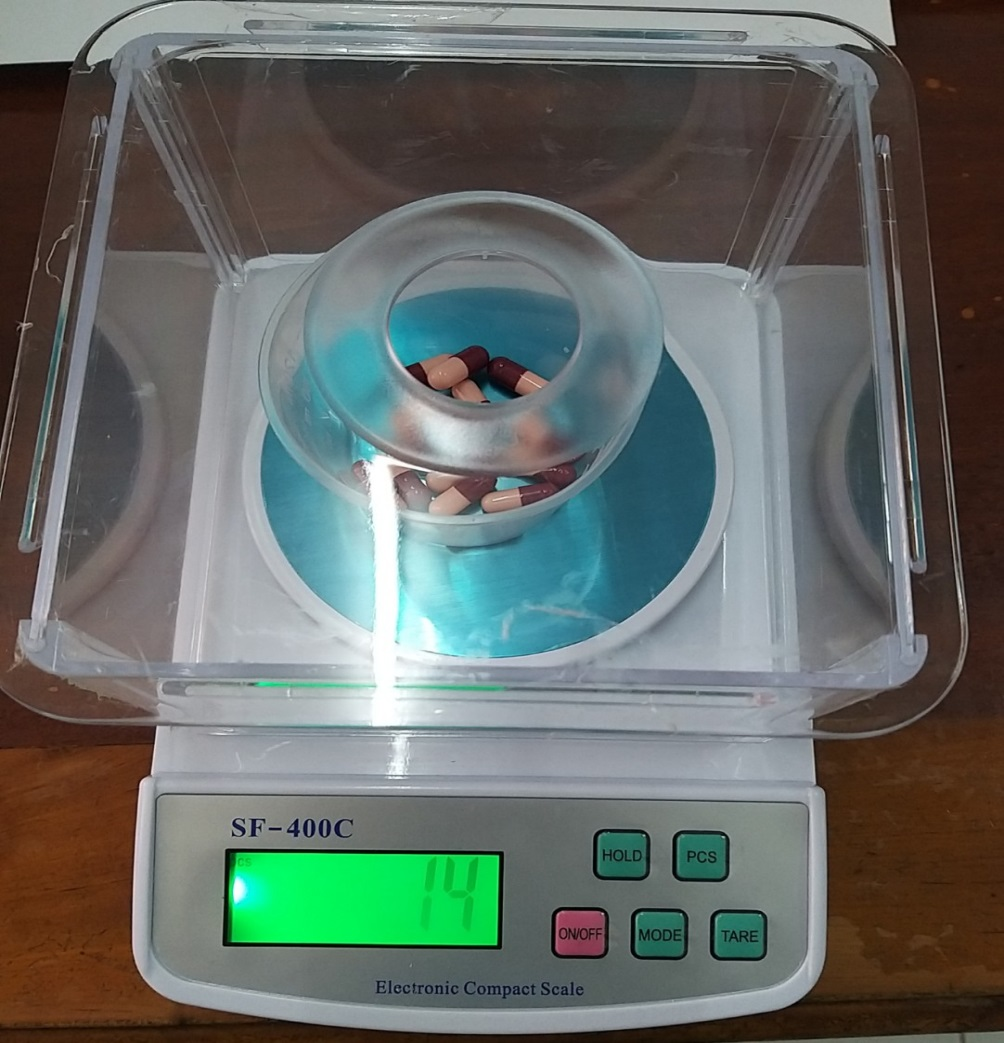 SF-400C
PCS
14
HOLD
PCS
ON/OFF
MODE
TARE
Electronic Compact Scale